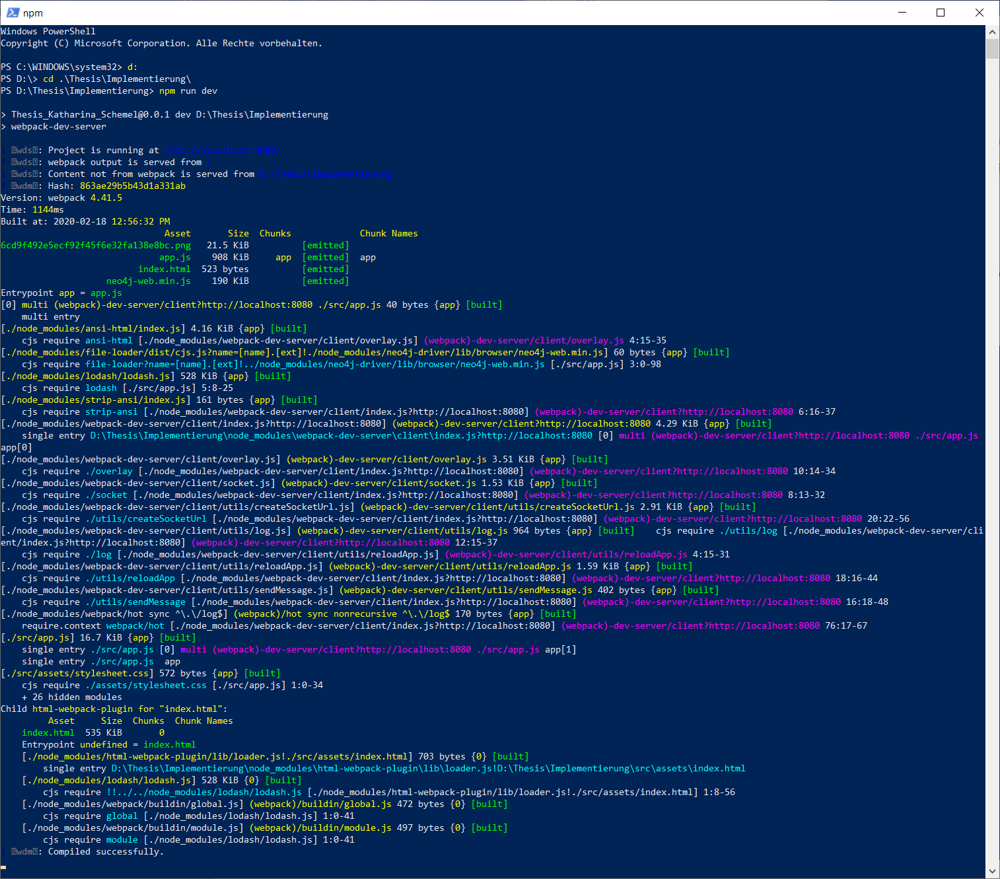 npm
Windows PowerShell
Copyright (C) Microsoft Corporation. Alle Rechte vorbehalten.
PS C:\WINDOWS\system32> d:
PS D:\> cd .\Thesis\Implementierung\
PS D:\Thesis\Implementierung> npm run dev
> Thesis_Katharina_Schemel@0.0.1 dev D:\Thesis\Implementierung
> webpack-dev-server
i ⍰wds⍰: Project is running at http://localhost:8080/
i ⍰wds⍰: webpack output is served from /
i ⍰wds⍰: Content not from webpack is served from D:\Thesis\Implementierung
i ⍰wdm⍰: Hash: 863ae29b5b43d1a331ab
Version: webpack 4.41.5
Time: 1144ms
Built at: 2020-02-18 12:56:32 PM
Asset Size Chunks Chunk Names
6cd9f492e5ecf92f45f6e32fa138e8bc.png 21.5 KiB [emitted]
app.js 908 KiB app [emitted] app
index.html 523 bytes [emitted]
neo4j-web.min.js 190 KiB [emitted]
Entrypoint app = app.js
[0] multi (webpack)-dev-server/client?http://localhost:8080 ./src/app.js 40 bytes {app} [built]
multi entry
[./node_modules/ansi-html/index.js] 4.16 KiB {app} [built]
cjs require ansi-html [./node_modules/webpack-dev-server/client/overlay.js] (webpack)-dev-server/client/overlay.js 4:15-35
[./node_modules/file-loader/dist/cjs.js?name=[name].[ext]!./node_modules/neo4j-driver/lib/browser/neo4j-web.min.js] 60 bytes {app} [built]
cjs require file-loader?name=[name].[ext]!../node_modules/neo4j-driver/lib/browser/neo4j-web.min.js [./src/app.js] 3:0-98
[./node_modules/lodash/lodash.js] 528 KiB {app} [built]
cjs require lodash [./src/app.js] 5:8-25
[./node_modules/strip-ansi/index.js] 161 bytes {app} [built]
cjs require strip-ansi [./node_modules/webpack-dev-server/client/index.js?http://localhost:8080] (webpack)-dev-server/client?http://localhost:8080 6:16-37
[./node_modules/webpack-dev-server/client/index.js?http://localhost:8080] (webpack)-dev-server/client?http://localhost:8080 4.29 KiB {app} [built]
single entry D:\Thesis\Implementierung\node_modules\webpack-dev-server\client\index.js?http://localhost:8080 [0] multi (webpack)-dev-server/client?http://localhost:8080 ./src/app.js
app[0]
[./node_modules/webpack-dev-server/client/overlay.js] (webpack)-dev-server/client/overlay.js 3.51 KiB {app} [built]
cjs require ./overlay [./node_modules/webpack-dev-server/client/index.js?http://localhost:8080] (webpack)-dev-server/client?http://localhost:8080 10:14-34
[./node_modules/webpack-dev-server/client/socket.js] (webpack)-dev-server/client/socket.js 1.53 KiB {app} [built]
cjs require ./socket [./node_modules/webpack-dev-server/client/index.js?http://localhost:8080] (webpack)-dev-server/client?http://localhost:8080 8:13-32
[./node_modules/webpack-dev-server/client/utils/createSocketUrl.js] (webpack)-dev-server/client/utils/createSocketUrl.js 2.91 KiB {app} [built]
cjs require ./utils/createSocketUrl [./node_modules/webpack-dev-server/client/index.js?http://localhost:8080] (webpack)-dev-server/client?http://localhost:8080 20:22-56
[./node_modules/webpack-dev-server/client/utils/log.js] (webpack)-dev-server/client/utils/log.js 964 bytes {app} [built] cjs require ./utils/log [./node_modules/webpack-dev-server/cli
ent/index.js?http://localhost:8080] (webpack)-dev-server/client?http://localhost:8080 12:15-37
cjs require ./log [./node_modules/webpack-dev-server/client/utils/reloadApp.js] (webpack)-dev-server/client/utils/reloadApp.js 4:15-31
[./node_modules/webpack-dev-server/client/utils/reloadApp.js] (webpack)-dev-server/client/utils/reloadApp.js 1.59 KiB {app} [built]
cjs require ./utils/reloadApp [./node_modules/webpack-dev-server/client/index.js?http://localhost:8080] (webpack)-dev-server/client?http://localhost:8080 18:16-44
[./node_modules/webpack-dev-server/client/utils/sendMessage.js] (webpack)-dev-server/client/utils/sendMessage.js 402 bytes {app} [built]
cjs require ./utils/sendMessage [./node_modules/webpack-dev-server/client/index.js?http://localhost:8080] (webpack)-dev-server/client?http://localhost:8080 16:18-48
[./node_modules/webpack/hot sync ^\.\/log$] (webpack)/hot sync nonrecursive ^\.\/log$ 170 bytes {app} [built]
require.context webpack/hot [./node_modules/webpack-dev-server/client/index.js?http://localhost:8080] (webpack)-dev-server/client?http://localhost:8080 76:17-67
[./src/app.js] 16.7 KiB {app} [built]
single entry ./src/app.js [0] multi (webpack)-dev-server/client?http://localhost:8080 ./src/app.js app[1]
single entry ./src/app.js app
[./src/assets/stylesheet.css] 572 bytes {app} [built]
cjs require ./assets/stylesheet.css [./src/app.js] 1:0-34
+ 26 hidden modules
Child html-webpack-plugin for "index.html":
Asset Size Chunks Chunk Names
index.html 535 KiB 0
Entrypoint undefined = index.html
[./node_modules/html-webpack-plugin/lib/loader.js!./src/assets/index.html] 703 bytes {0} [built]
single entry D:\Thesis\Implementierung\node_modules\html-webpack-plugin\lib\loader.js!D:\Thesis\Implementierung\src\assets\index.html
[./node_modules/lodash/lodash.js] 528 KiB {0} [built]
cjs require !!../../node_modules/lodash/lodash.js [./node_modules/html-webpack-plugin/lib/loader.js!./src/assets/index.html] 1:8-56
[./node_modules/webpack/buildin/global.js] (webpack)/buildin/global.js 472 bytes {0} [built]
cjs require global [./node_modules/lodash/lodash.js] 1:0-41
[./node_modules/webpack/buildin/module.js] (webpack)/buildin/module.js 497 bytes {0} [built]
cjs require module [./node_modules/lodash/lodash.js] 1:0-41
i ⍰wdm⍰: Compiled successfully.